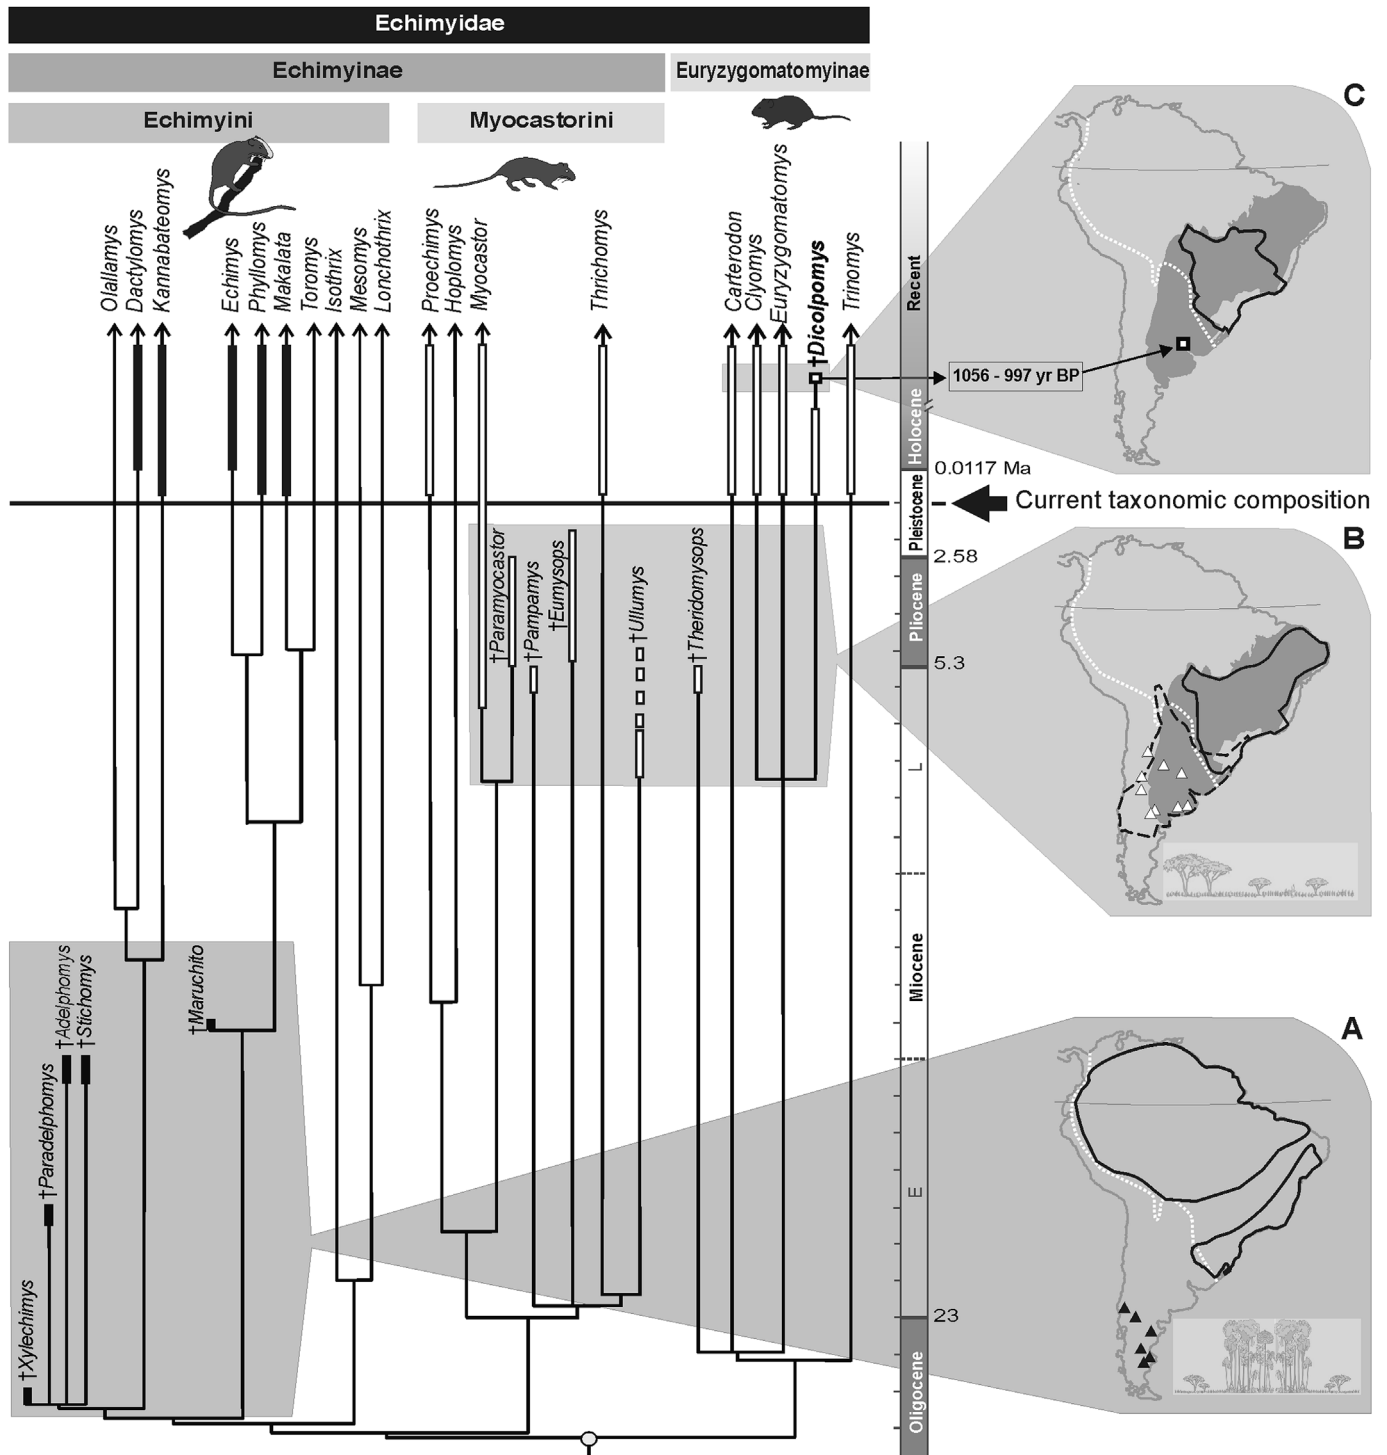 Echimyidae
Echimyinae
Euryzygomatomyinae
Echimyini
Myocastorini
Olallamys
Dactylomys
Kannabateomys
Echimys
Phyllomys
Makalata
Toromys
Isothrix
Mesomys
Lonchothrix
Proechimys
Hoplomys
Myocastor
Thrichomys
Carterodon
Clyomys
Euryzygomatomys
†Dicolpomys
Trinomys
Recent
Holocene
C
1056 - 997 yr BP
0.0117 Ma
Current taxonomic composition
Pleistocene
2.58
Pliocene
5.3
B
†Paramyocastor
†Pampamys
†Eumysops
†Ullumys
†Theridomysops
L
Miocene
E
23
Oligocene
A
†Adelphomys
†Stichomys
†Maruchito
†Paradelphomys
†Xylechimys